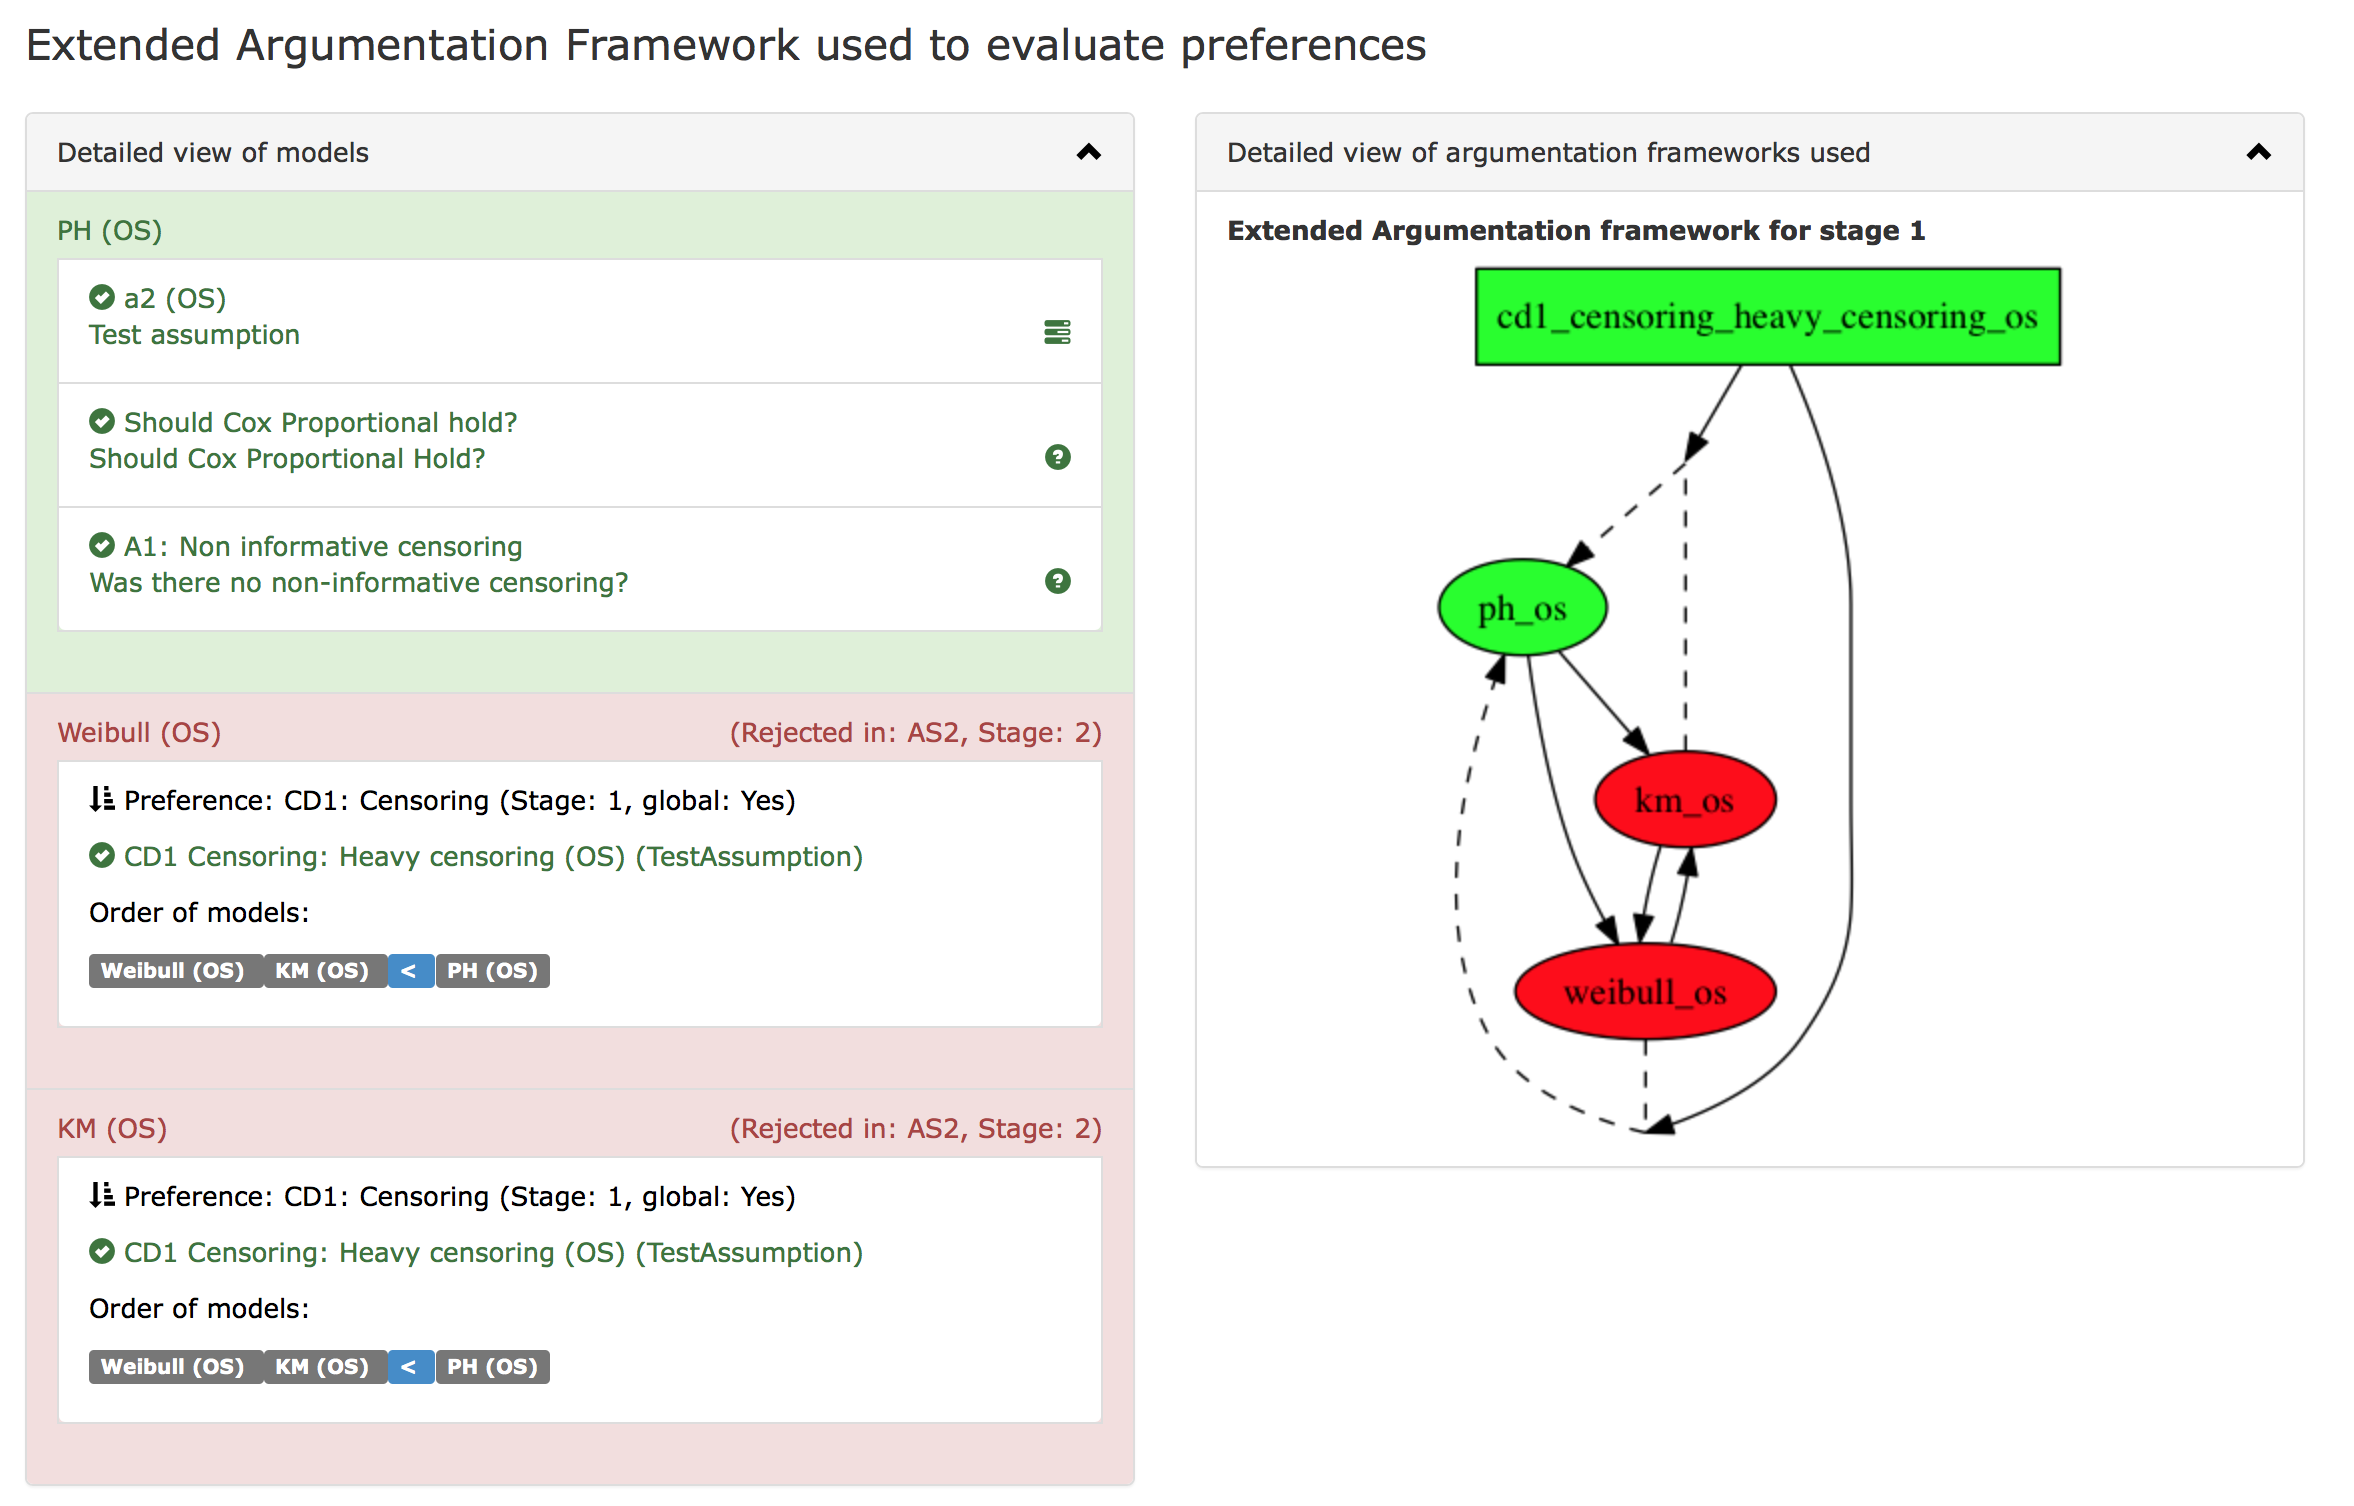 Extended Argumentation Framework used to evaluate preferences
Detailed view of models
PH (OS)
a2 (OS)
Test assumption
Should Cox Proportional hold?
Should Cox Proportional Hold?
A1: Non informative censoring
Was there no non-informative censoring?
Weibull (OS) (Rejected in: AS2, Stage: 2)
Preference: CD1: Censoring (Stage: 1, global: Yes)
CD1 Censoring: Heavy censoring (OS) (TestAssumption)
Order of models:
Weibull (OS) KM (OS) < PH (OS)
KM (OS) (Rejected in: AS2, Stage: 2)
Preference: CD1: Censoring (Stage: 1, global: Yes)
CD1 Censoring: Heavy censoring (OS) (TestAssumption)
Order of models:
Weibull (OS) KM (OS) < PH (OS)
Detailed view of argumentation frameworks used
Extended Argumentation framework for stage 1
cd1_censoring_heavy_censoring_os
ph_os
km_os
weibull_os